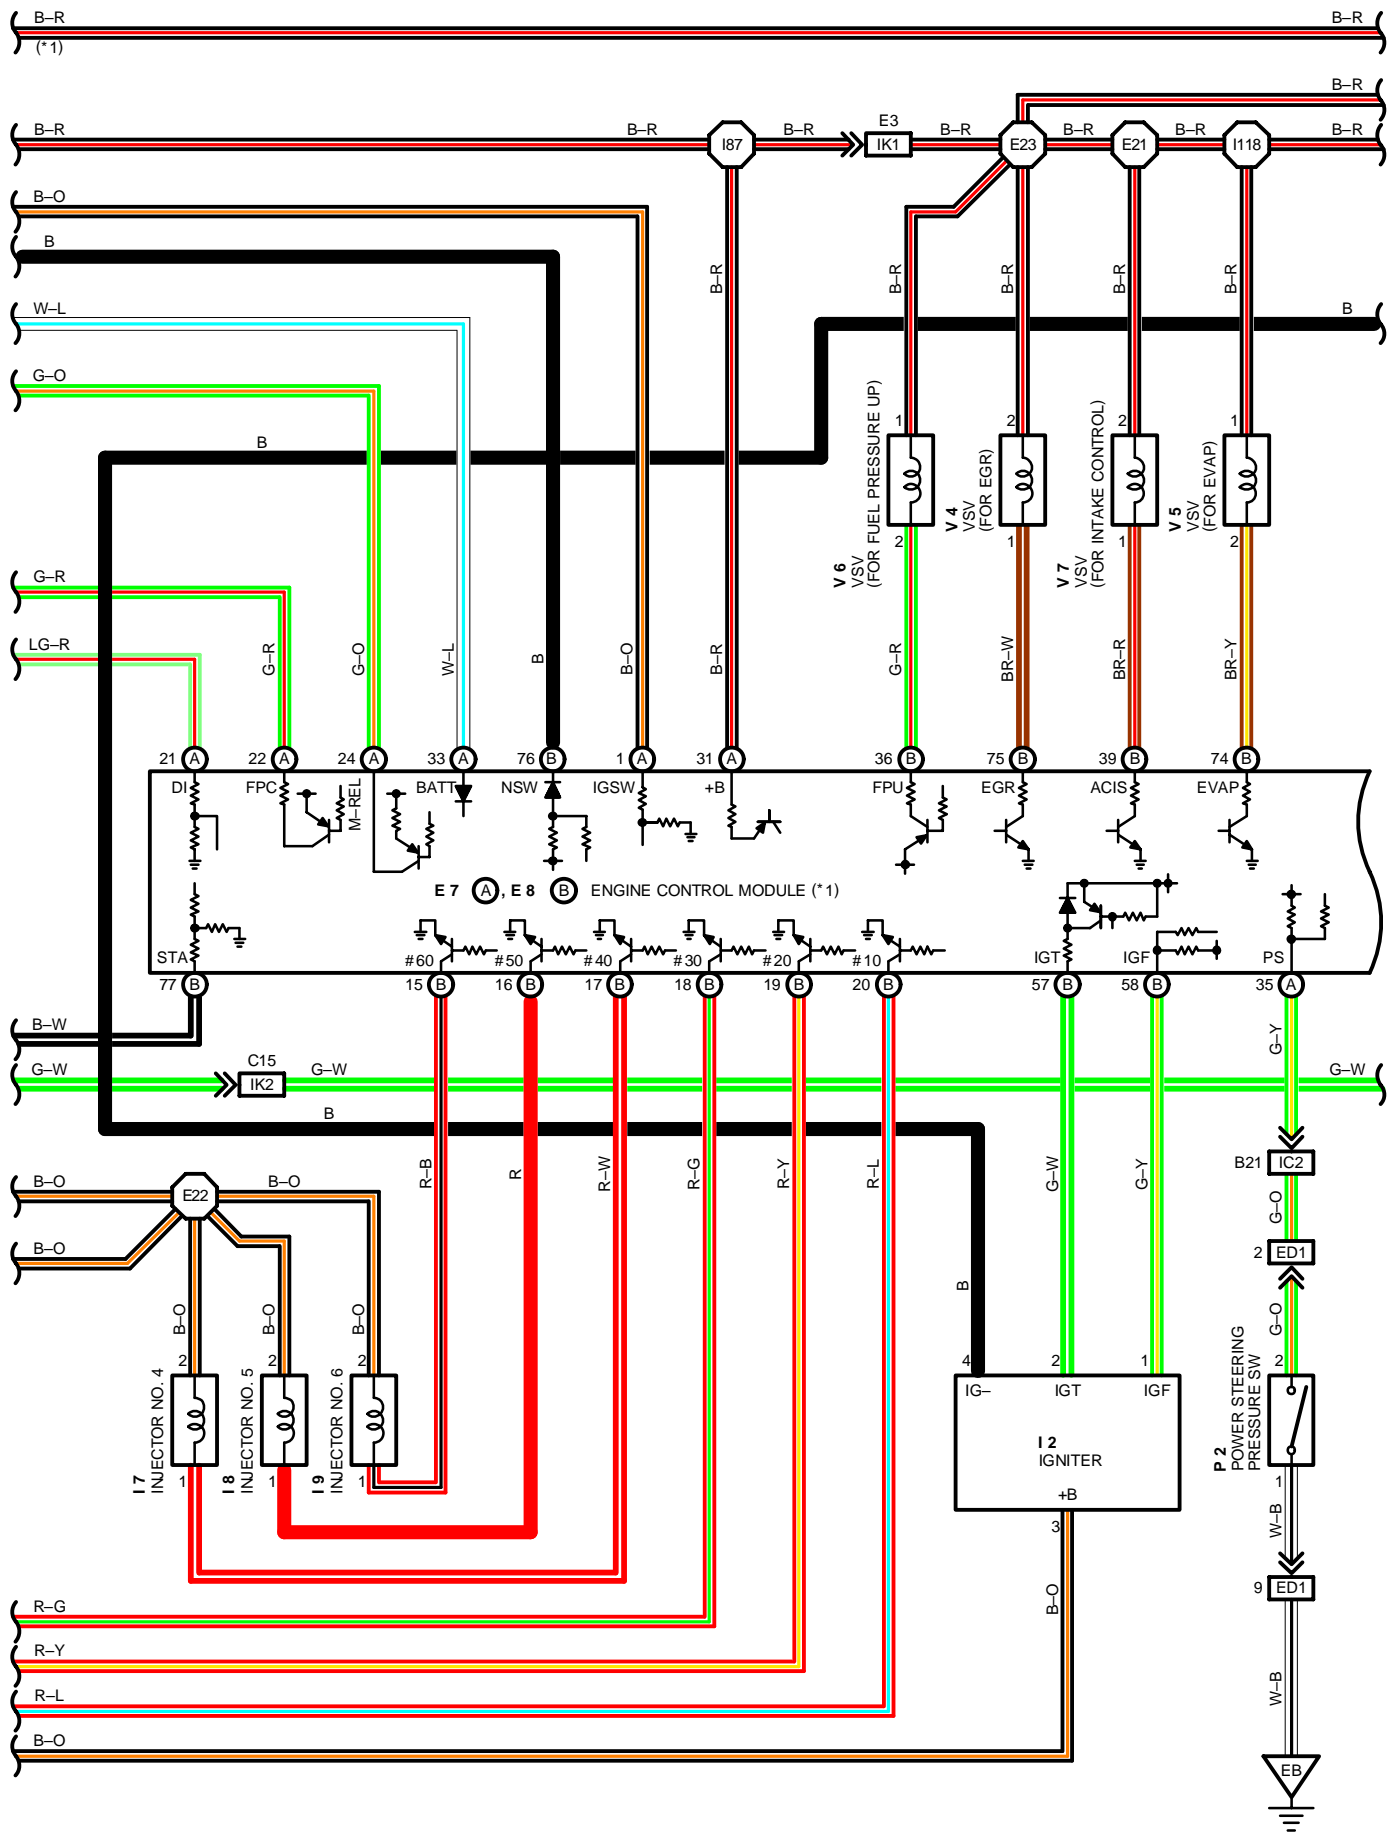 B–R
B–R
(*1)
B–R
B–R
B–R
B–R
E3
B–R
B–R
B–R
B–R
I87
IK1
E23
E21
I118
B–O
B
B–R
B–R
B–R
B–R
B–R
W–L
B
G–O
B
1
2
2
1
V 6
VSV
(FOR FUEL PRESSURE UP)
V 4
VSV
(FOR EGR)
V 7
VSV
(FOR INTAKE CONTROL)
V 5
VSV
(FOR EVAP)
2
1
1
2
G–R
LG–R
G–R
G–O
W–L
B
B–O
B–R
G–R
BR–W
BR–R
BR–Y
21 A
22 A
24 A
33 A
76 B
1 A
31 A
36 B
75 B
39 B
74 B
DI
FPC
M–REL
BATT
NSW
IGSW
+B
FPU
EGR
ACIS
EVAP
E 7 A , E 8 B ENGINE CONTROL MODULE (*1)
STA
#60
#50
#40
#30
#20
#10
IGT
IGF
PS
77 B
15 B
16 B
17 B
18 B
19 B
20 B
57 B
58 B
35 A
B–W
G–Y
G–W
C15
G–W
G–W
IK2
B
B–O
E22
B–O
R–B
R
R–W
R–G
R–Y
R–L
G–W
G–Y
B21
IC2
G–O
B–O
2
ED1
B–O
B–O
B–O
B
G–O
2
2
2
4
2
1
2
I 7
INJECTOR NO. 4
I 8
INJECTOR NO. 5
I 9
INJECTOR NO. 6
IG–
IGT
IGF
P 2
POWER STEERING
PRESSURE SW
I 2
IGNITER
1
1
1
1
+B
3
W–B
B–O
9
ED1
R–G
R–Y
R–L
W–B
B–O
EB